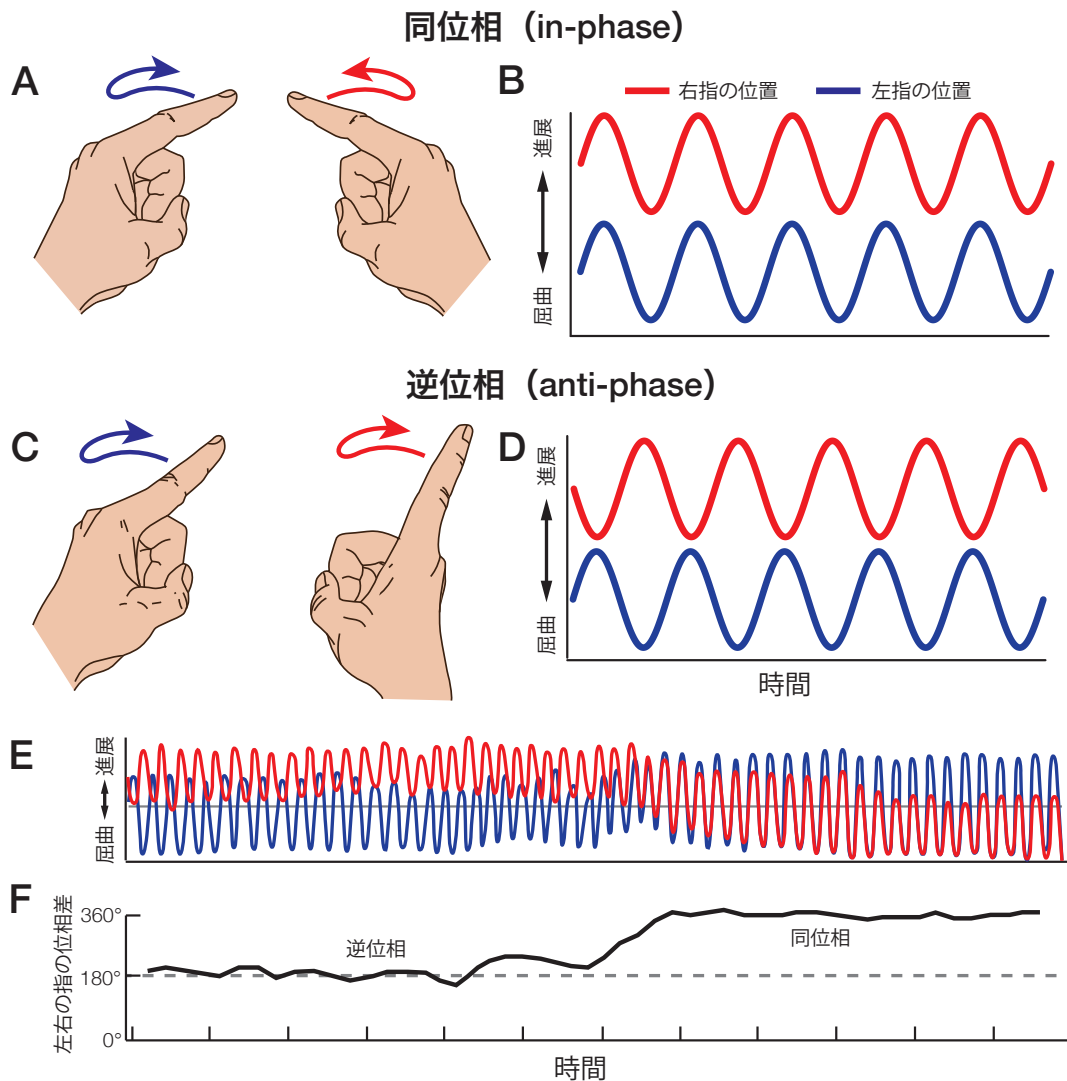 同位相（in-phase）
A
B
右指の位置
左指の位置
進展
屈曲
逆位相（anti-phase）
C
D
進展
屈曲
時間
E
進展
屈曲
F
左右の指の位相差
360°
180°
0°
逆位相
同位相
時間